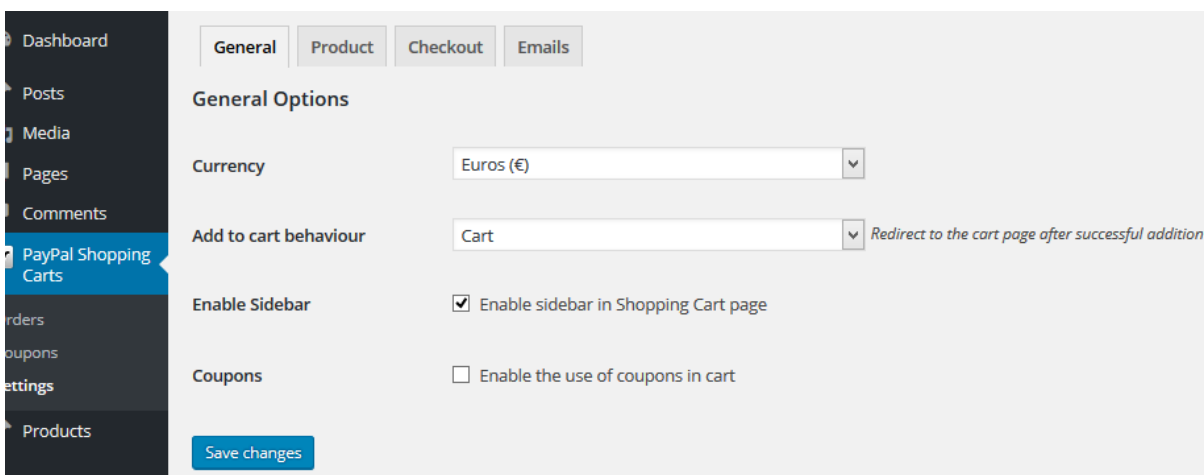 Dashboard
Posts
Media
Pages
Comments
PayPal Shopping
Carts
rders
oupons
ettings
Products
General Product Checkout Emails
General Options
Currency Euros (€)
Add to cart behaviour Cart Redirect to the cart page after successful addition
Enable Sidebar Enable sidebar in Shopping Cart page
Coupons Enable the use of coupons in cart
Save changes